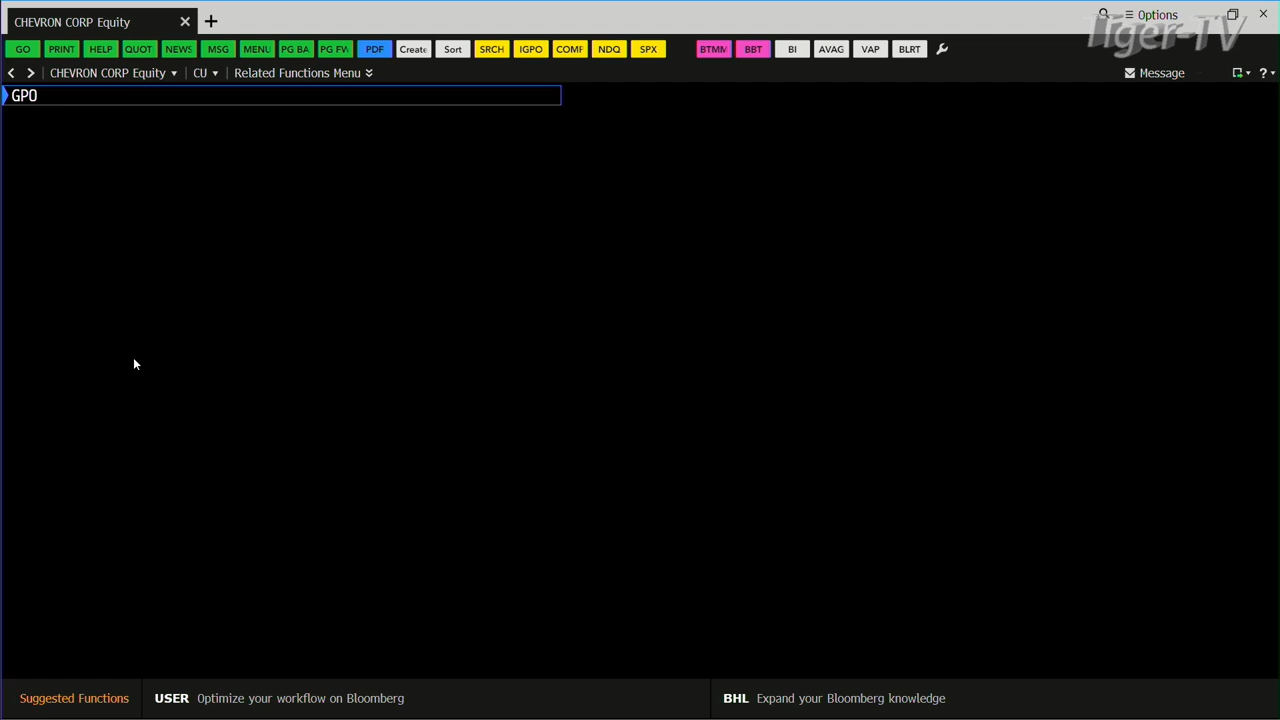 CHEVRON CORP Equity
Options
Tiger-TV
GO PRINT HELP QUOT NEWS MSG MENU PG BA PG FW PDF Create Sort SRCH IGPO COMF NDQ SPX BTMM BBT BI AVAG VAP BLRT
CHEVRON CORP Equity CU Related Functions Menu Message ?
GPO
Suggested Functions USER Optimize your workflow on Bloomberg BHL Expand your Bloomberg knowledge